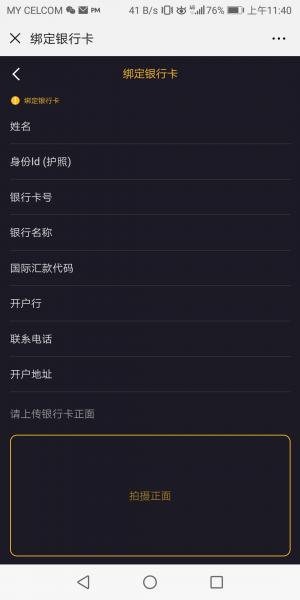 MY CELCOM PM 41 B/s 4G 76% 上午11:40
绑定银行卡
绑定银行卡
绑定银行卡
姓名
身份Id (护照)
银行卡号
银行名称
国际汇款代码
开户行
联系电话
开户地址
请上传银行卡正面
拍摄正面